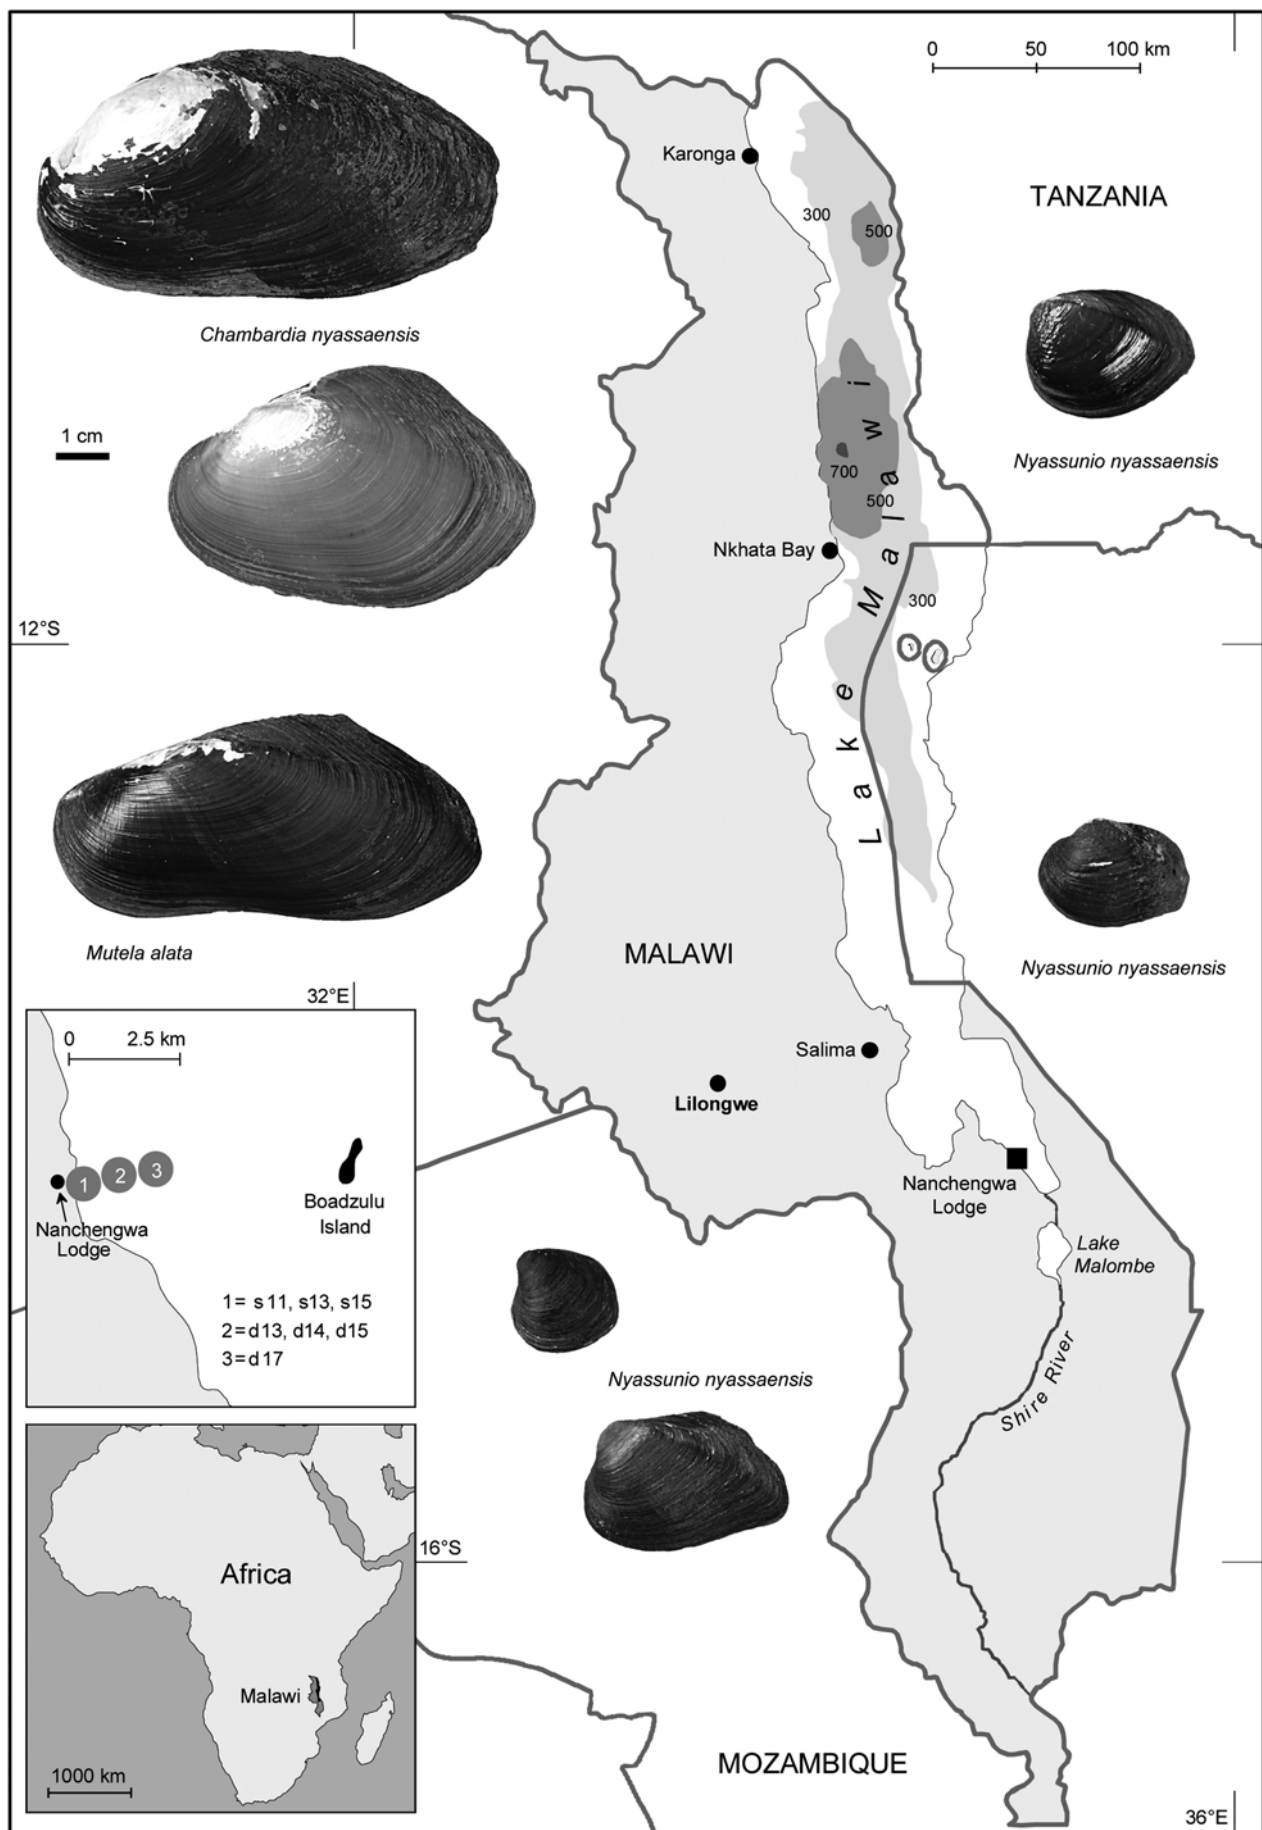 0 50 100 km
Karonga
TANZANIA
300
500
Chambardia nyassaensis
1 cm
Nyassunio nyassaensis
700
500
Nkhata Bay
300
12°S
Lake Malawi
Mutela alata
MALAWI
Nyassunio nyassaensis
32°E
0 2.5 km
Salima
Lilongwe
1
2
3
Nanchengwa
Lodge
Boadzulu
Island
Nanchengwa
Lodge
Lake
Malombe
1= s11, s13, s15
2=d13, d14, d15
3=d17
Nyassunio nyassaensis
Shire River
16°S
Africa
Malawi
1000 km
MOZAMBIQUE
36°E